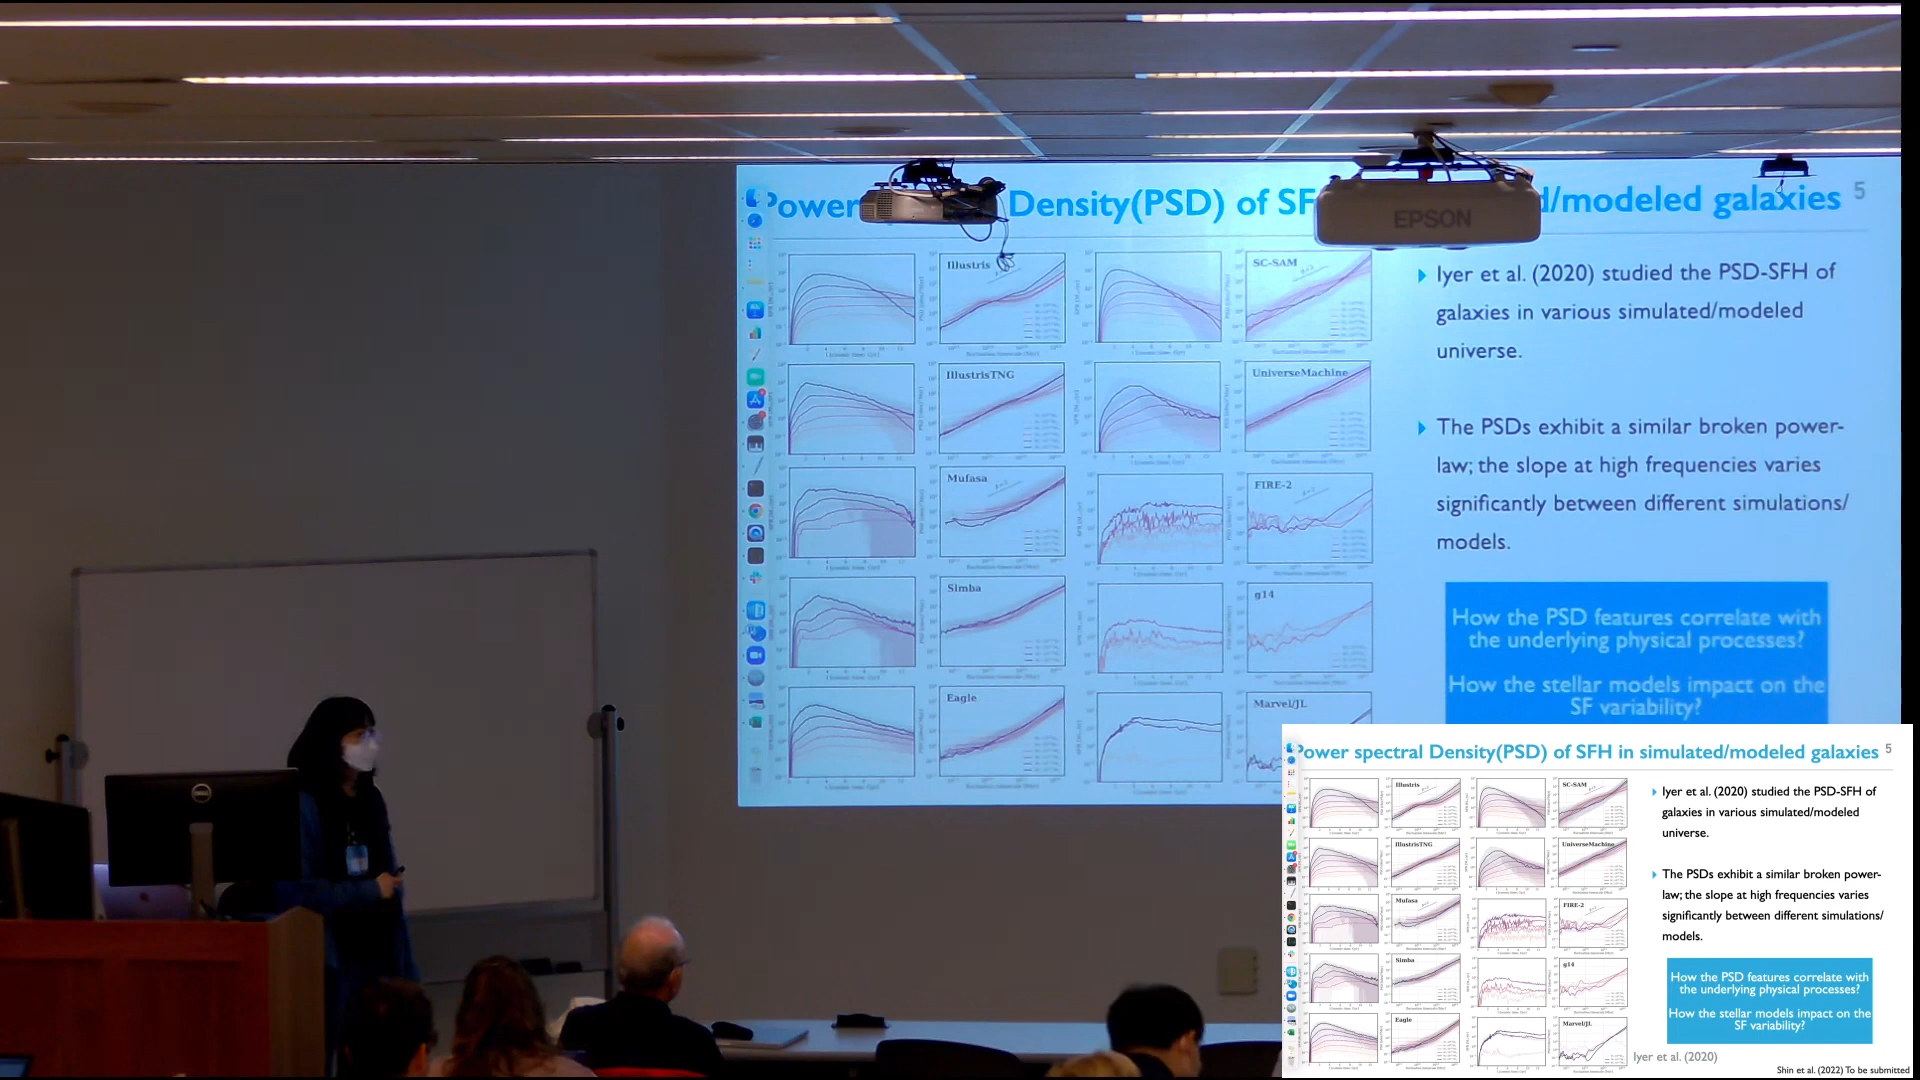 Power
Density(PSD) of SF
d/modeled galaxies
5
EPSON
Illustris
SC-SAM
IllustrisTNG
UniverseMachine
Mufasa
FIRE-2
Simba
g14
Eagle
Marvel/JL
Iyer et al. (2020) studied the PSD-SFH of
galaxies in various simulated/modeled
universe.
The PSDs exhibit a similar broken power-
law; the slope at high frequencies varies
significantly between different simulations/
models.
How the PSD features correlate with
the underlying physical processes?
How the stellar models impact on the
SF variability?
DELL
Power spectral Density(PSD) of SFH in simulated/modeled galaxies
5
Illustris
SC-SAM
IllustrisTNG
UniverseMachine
Mufasa
FIRE-2
Simba
g14
Eagle
Marvel/JL
Iyer et al. (2020) studied the PSD-SFH of
galaxies in various simulated/modeled
universe.
The PSDs exhibit a similar broken power-
law; the slope at high frequencies varies
significantly between different simulations/
models.
How the PSD features correlate with
the underlying physical processes?
How the stellar models impact on the
SF variability?
Iyer et al. (2020)
Shin et al. (2022) To be submitted